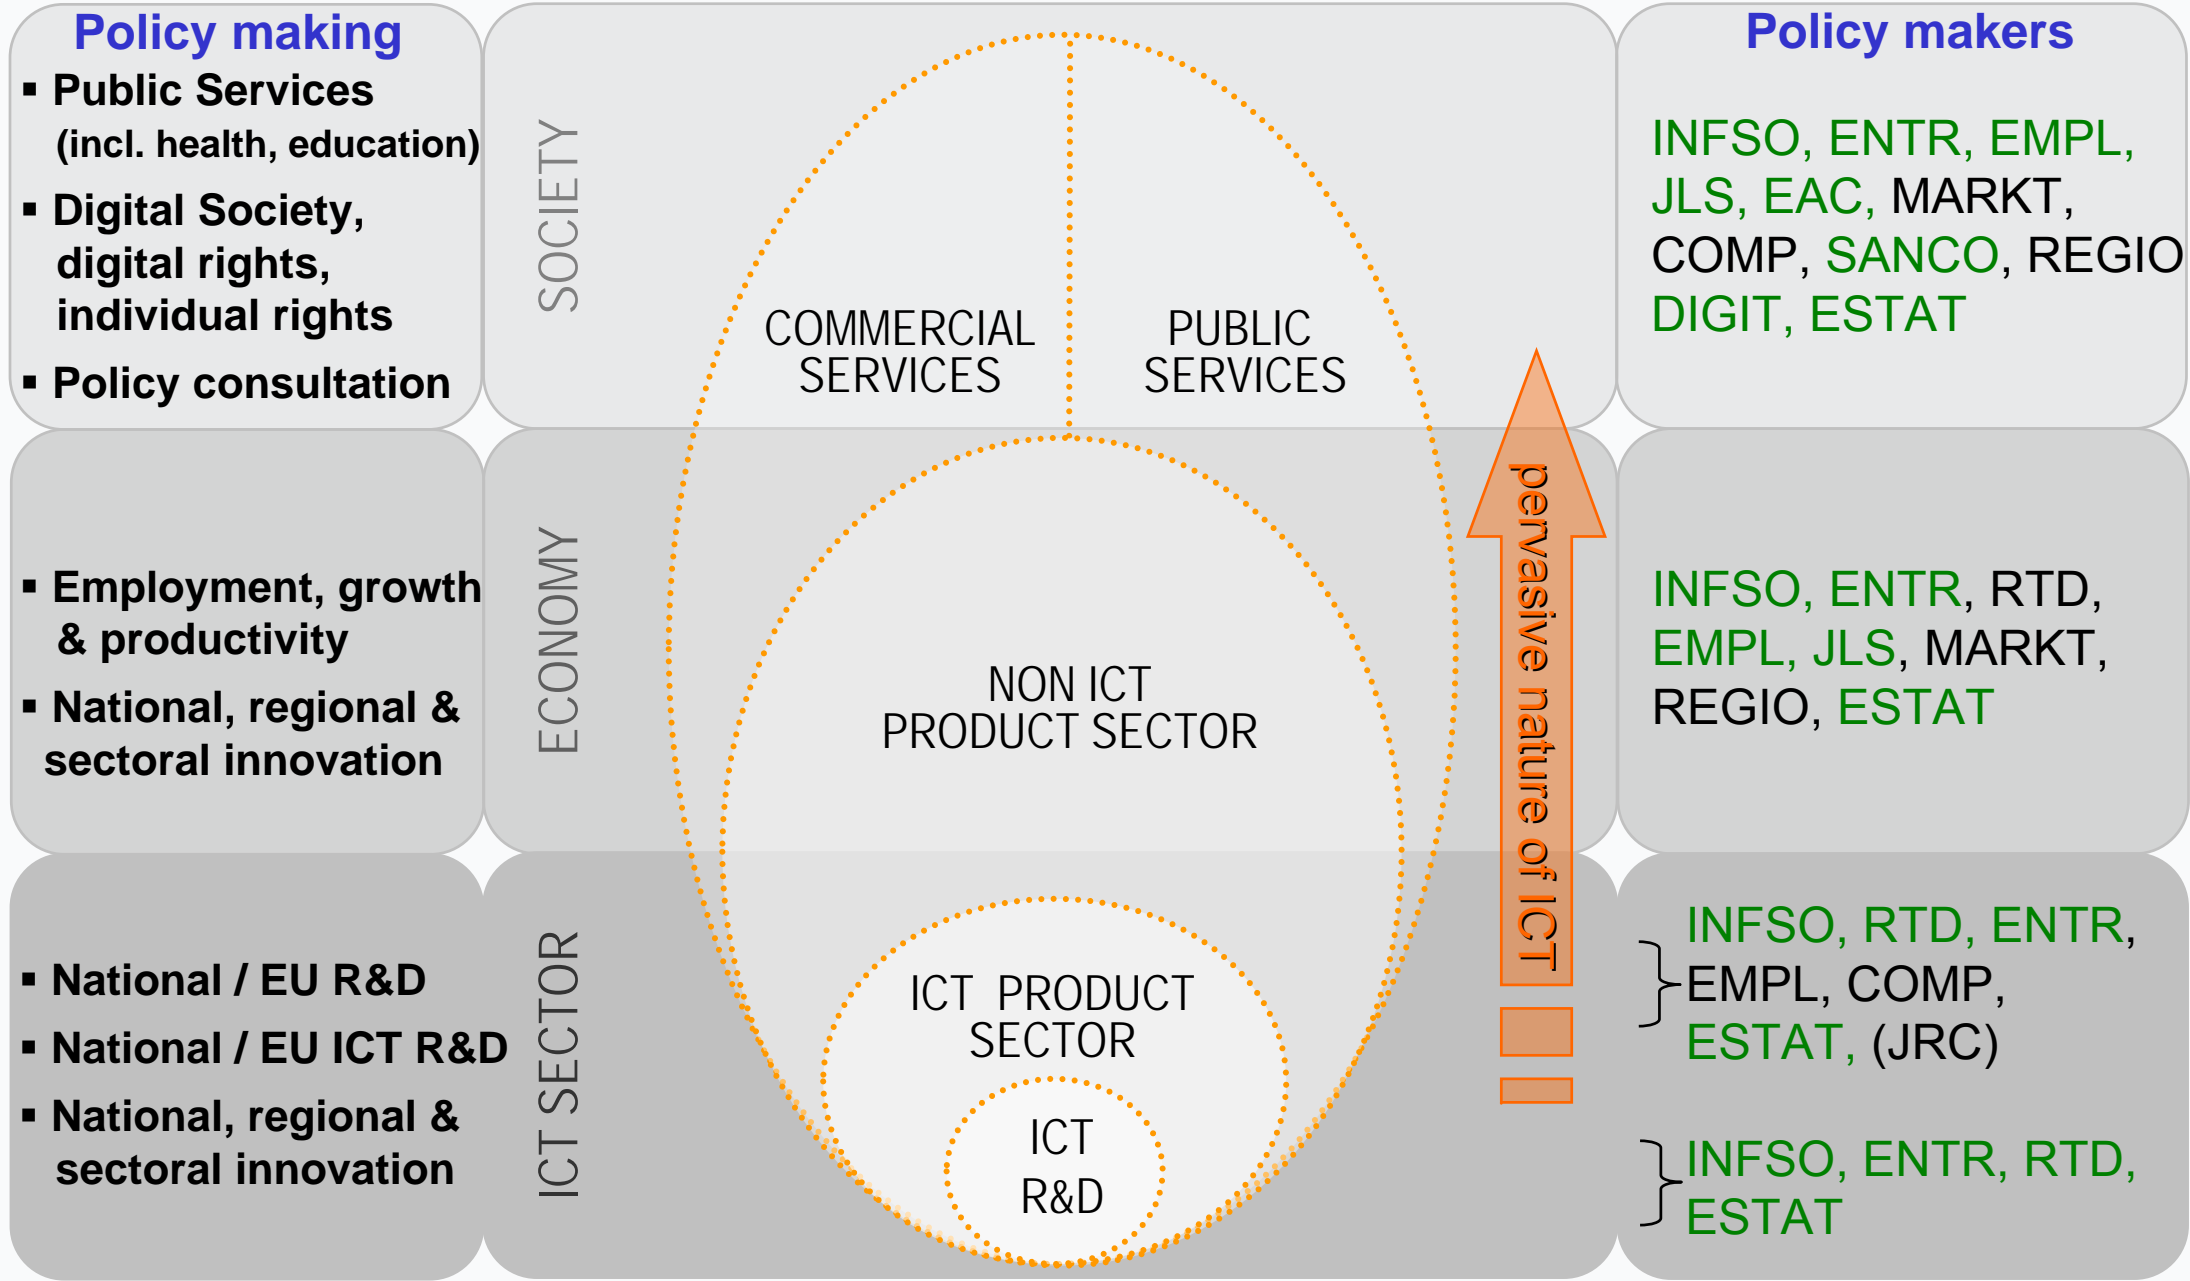 Policy making
▪ Public Services
(incl. health, education)
▪ Digital Society,
digital rights,
individual rights
▪ Policy consultation
SOCIETY
COMMERCIAL
SERVICES
PUBLIC
SERVICES
Policy makers
INFSO, ENTR, EMPL,
JLS, EAC, MARKT,
COMP, SANCO, REGIO
DIGIT, ESTAT
▪ Employment, growth
& productivity
▪ National, regional &
sectoral innovation
ECONOMY
NON ICT
PRODUCT SECTOR
pervasive nature of ICT
INFSO, ENTR, RTD,
EMPL, JLS, MARKT,
REGIO, ESTAT
▪ National / EU R&D
▪ National / EU ICT R&D
▪ National, regional &
sectoral innovation
ICT SECTOR
ICT PRODUCT
SECTOR
ICT
R&D
INFSO, RTD, ENTR,
EMPL, COMP,
ESTAT, (JRC)
INFSO, ENTR, RTD,
ESTAT